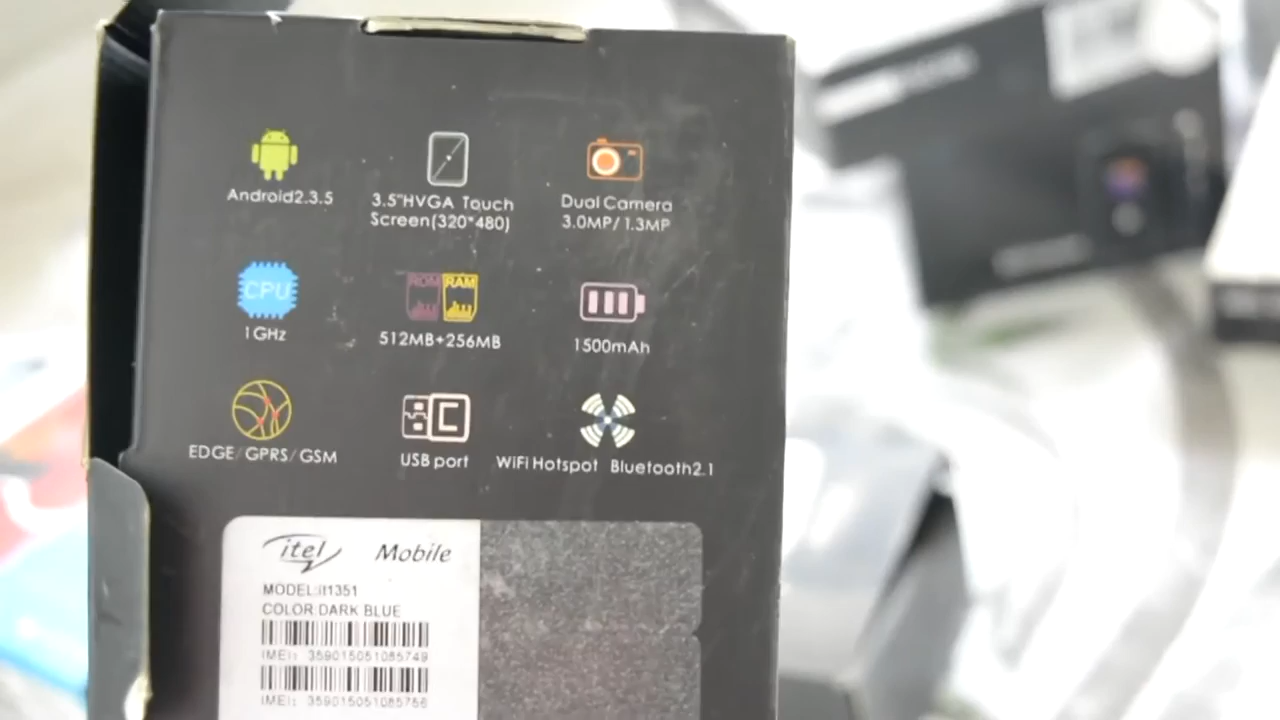 Android2.3.5
3.5"HVGA Touch
Screen(320*480)
Dual Camera
3.0MP/1.3MP
CPU
1GHz
ROM RAM
512MB+256MB
1500mAh
EDGE/GPRS/GSM
USB port
WiFi Hotspot Bluetooth2.1
itel Mobile
MODEL:it1351
COLOR:DARK BLUE
IMEI: 359015051085749
IMEI: 359015051085756